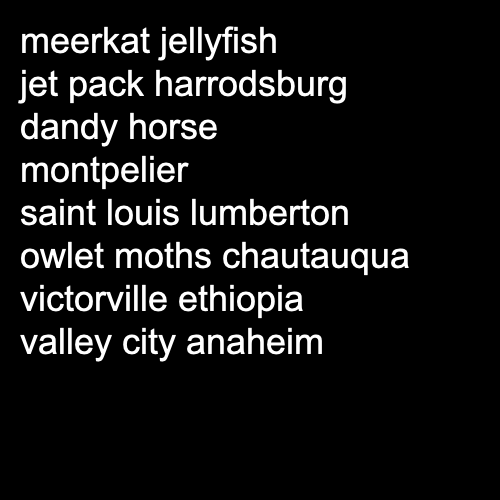 meerkat jellyfish
jet pack harrodsburg
dandy horse
montpelier
saint louis lumberton
owlet moths chautauqua
victorville ethiopia
valley city anaheim